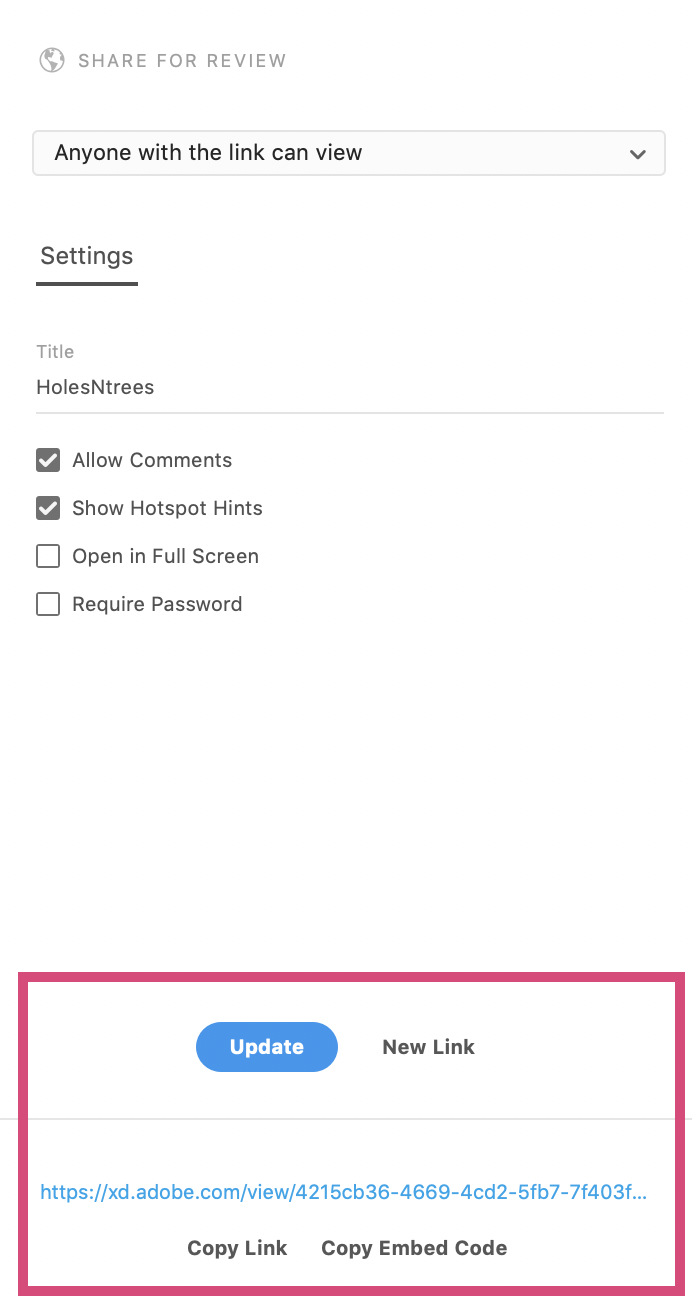 SHARE FOR REVIEW
Anyone with the link can view
Settings
Title
HolesNtrees
Allow Comments
Show Hotspot Hints
Open in Full Screen
Require Password
Update New Link
https://xd.adobe.com/view/4215cb36-4669-4cd2-5fb7-7f403f...
Copy Link Copy Embed Code